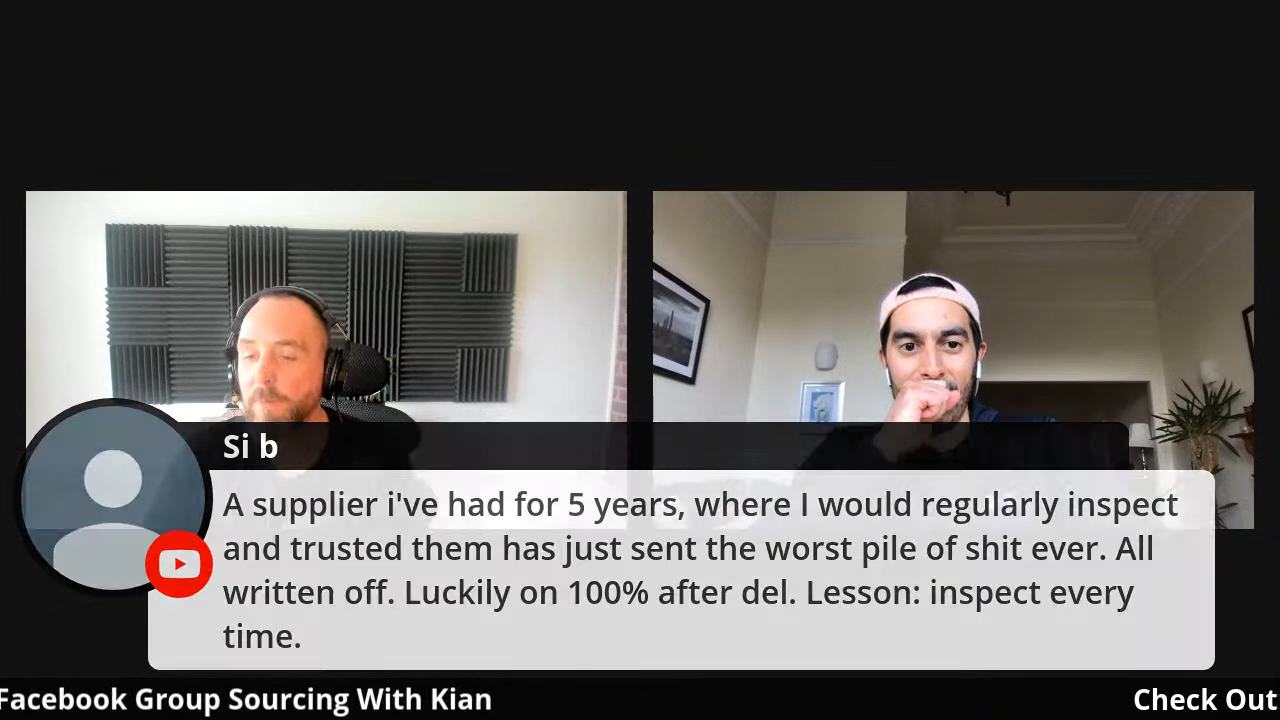 Si b
A supplier i've had for 5 years, where I would regularly inspect
and trusted them has just sent the worst pile of shit ever. All
written off. Luckily on 100% after del. Lesson: inspect every
time.
Facebook Group Sourcing With Kian
Check Out